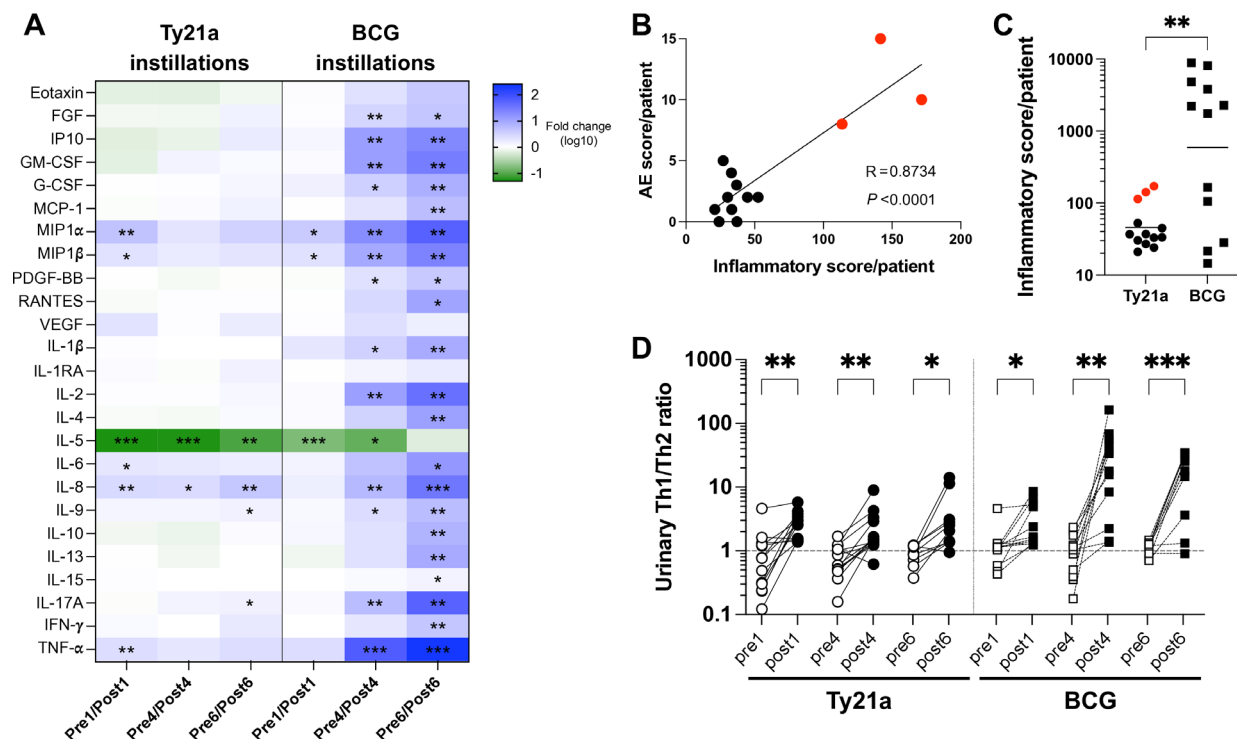 A
Ty21a
instillations
BCG
instillations
Eotaxin
FGF ** *
IP10 ** **
GM-CSF ** **
G-CSF * **
MCP-1 **
MIP1α ** * ** **
MIP1β * * ** **
PDGF-BB * *
RANTES *
VEGF
IL-1β * **
IL-1RA
IL-2 ** **
IL-4 **
IL-5 *** *** ** *** *
IL-6 * *
IL-8 ** * ** ** ***
IL-9 * * **
IL-10 **
IL-13 **
IL-15 *
IL-17A * ** **
IFN-γ **
TNF-α ** *** ***
Pre1/Post1
Pre4/Post4
Pre6/Post6
Pre1/Post1
Pre4/Post4
Pre6/Post6
2
1
0
-1
Fold change
(log10)
B
AE score/patient
15
10
5
0
0 50 100 150 200
Inflammatory score/patient
R = 0.8734
P <0.0001
C
**
Inflammatory score/patient
10000
1000
100
10
Ty21a BCG
D
Urinary Th1/Th2 ratio
1000
100
10
1
0.1
** ** * * ** ***
pre1 post1 pre4 post4 pre6 post6 pre1 post1 pre4 post4 pre6 post6
Ty21a BCG